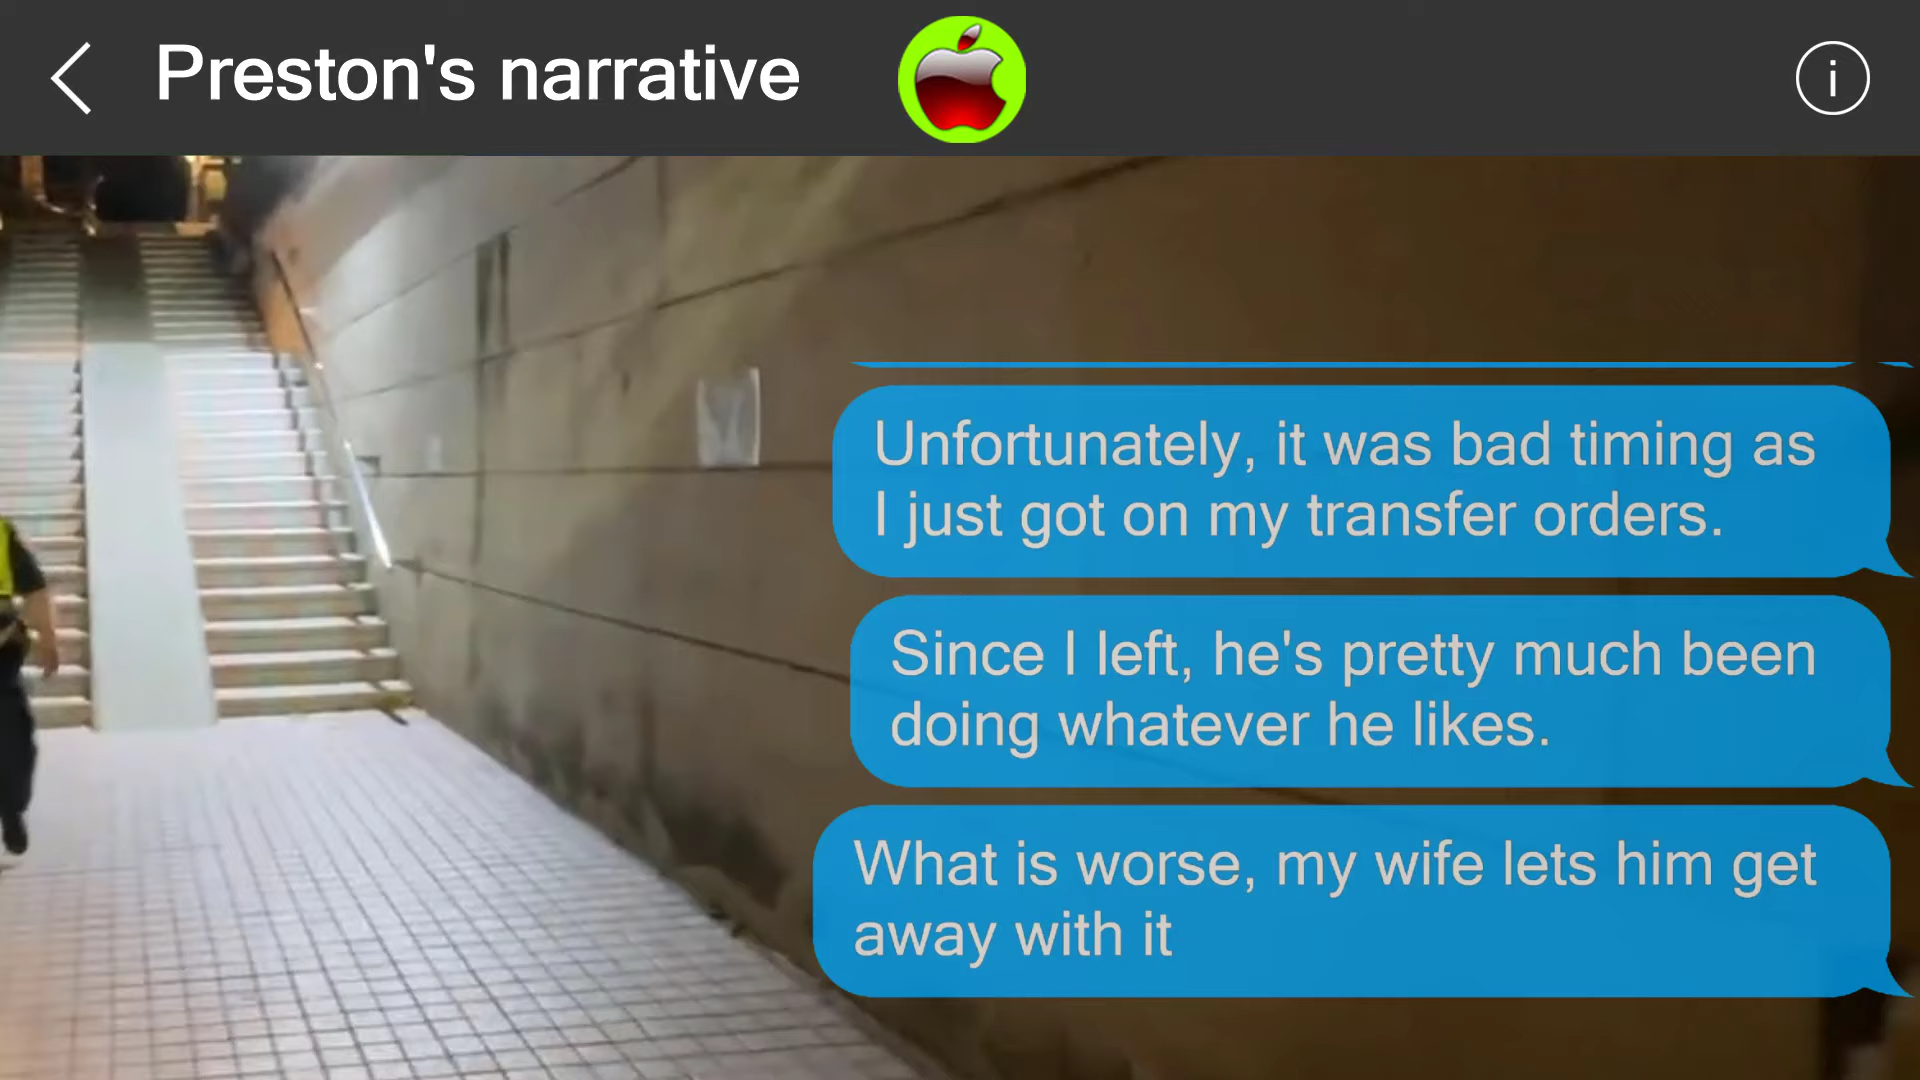 Preston's narrative
i
Unfortunately, it was bad timing as
I just got on my transfer orders.
Since I left, he's pretty much been
doing whatever he likes.
What is worse, my wife lets him get
away with it